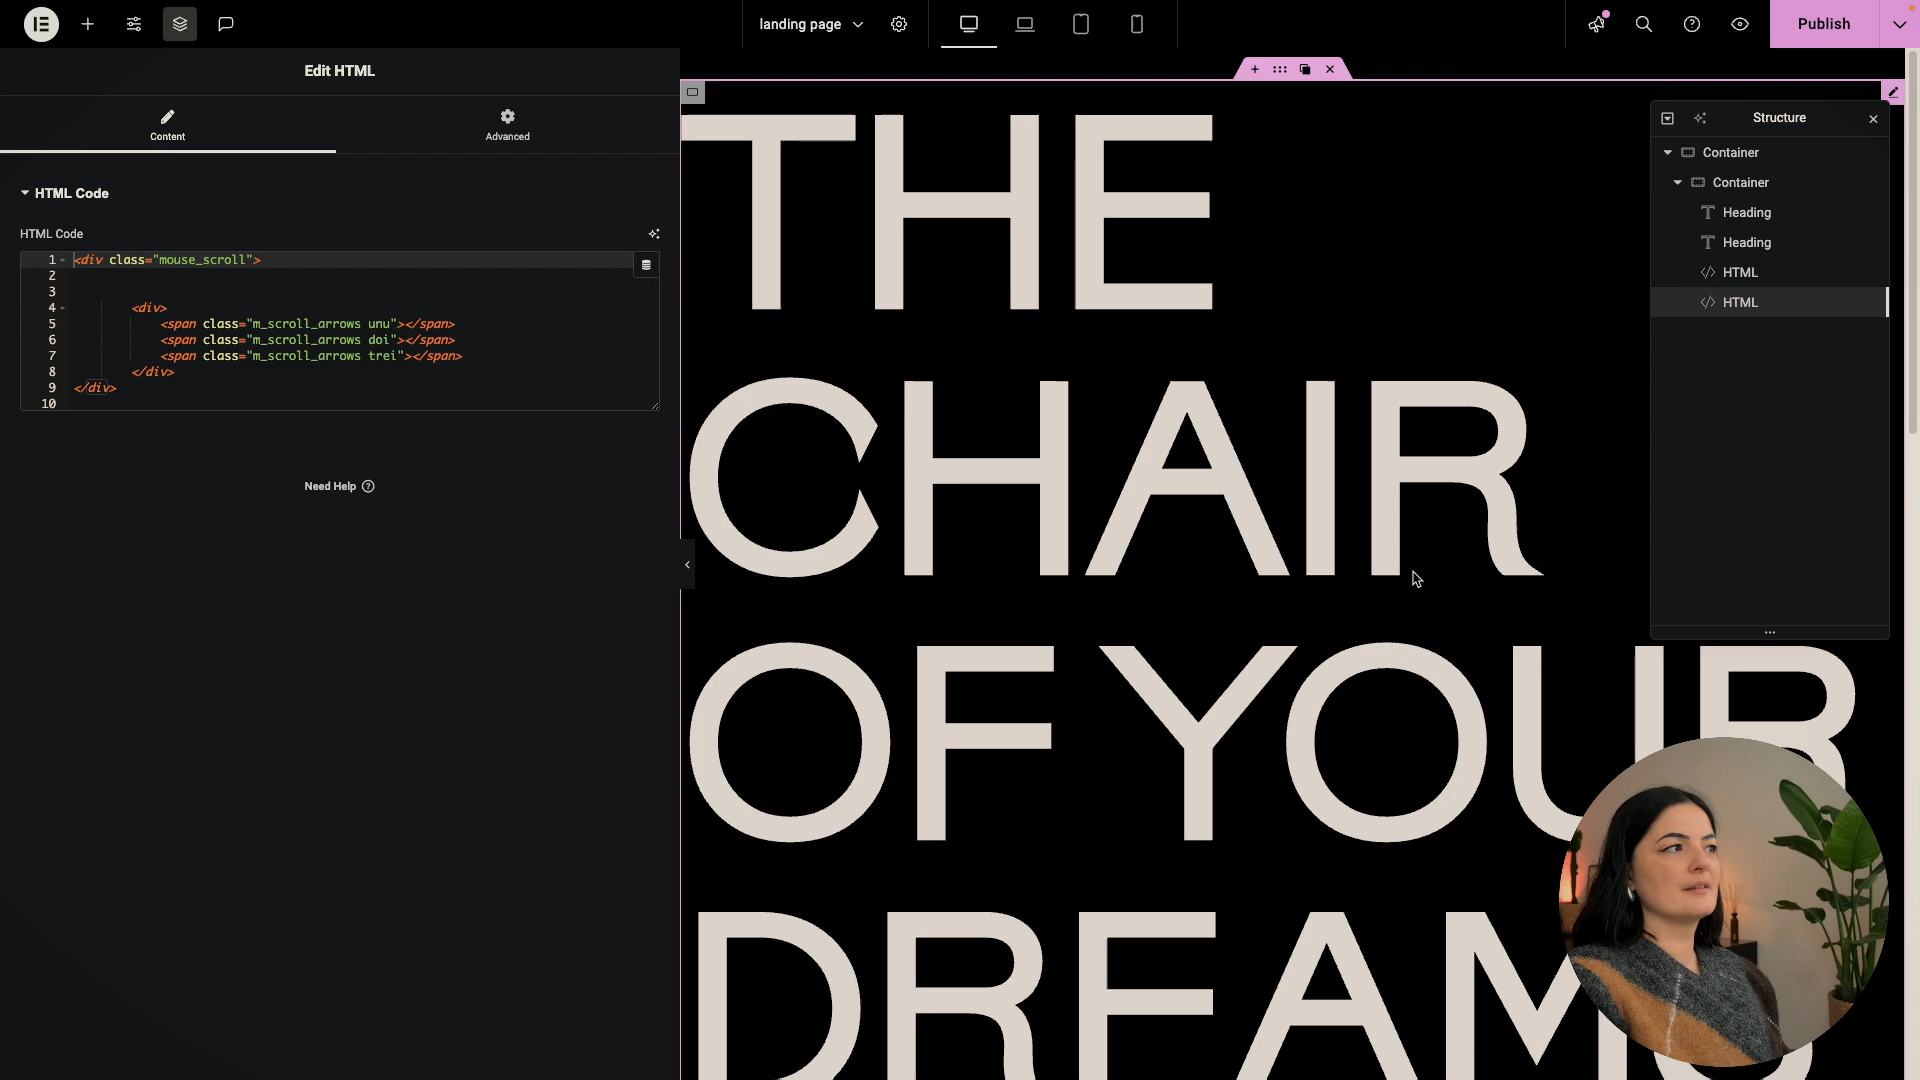 landing page
Publish
Edit HTML
Content
Advanced
HTML Code
HTML Code
1 <div class="mouse_scroll">
2
3
4 <div>
5 <span class="m_scroll_arrows unu"></span>
6 <span class="m_scroll_arrows doi"></span>
7 <span class="m_scroll_arrows trei"></span>
8 </div>
9 </div>
10
Need Help
THE
CHAIR
OF YOUR
DREAMS
Structure
Container
Container
Heading
Heading
HTML
HTML